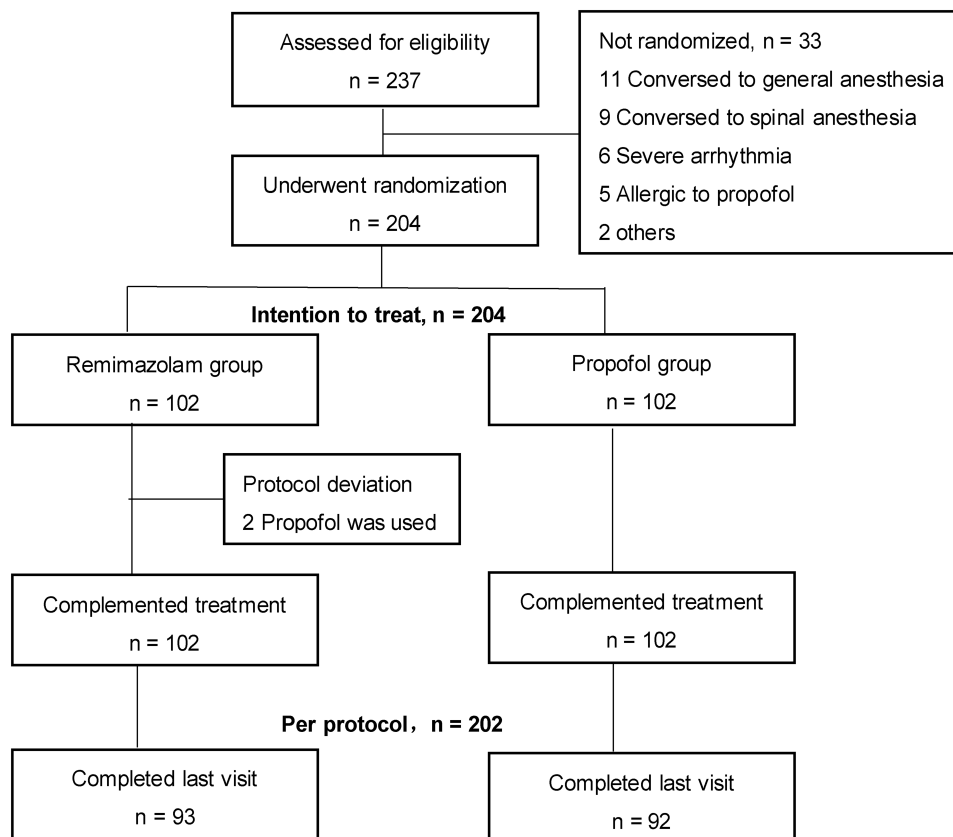 Assessed for eligibility
n = 237
Not randomized, n = 33
11 Conversed to general anesthesia
9 Conversed to spinal anesthesia
6 Severe arrhythmia
5 Allergic to propofol
2 others
Underwent randomization
n = 204
Intention to treat, n = 204
Remimazolam group
n = 102
Propofol group
n = 102
Protocol deviation
2 Propofol was used
Complemented treatment
n = 102
Complemented treatment
n = 102
Per protocol，n = 202
Completed last visit
n = 93
Completed last visit
n = 92